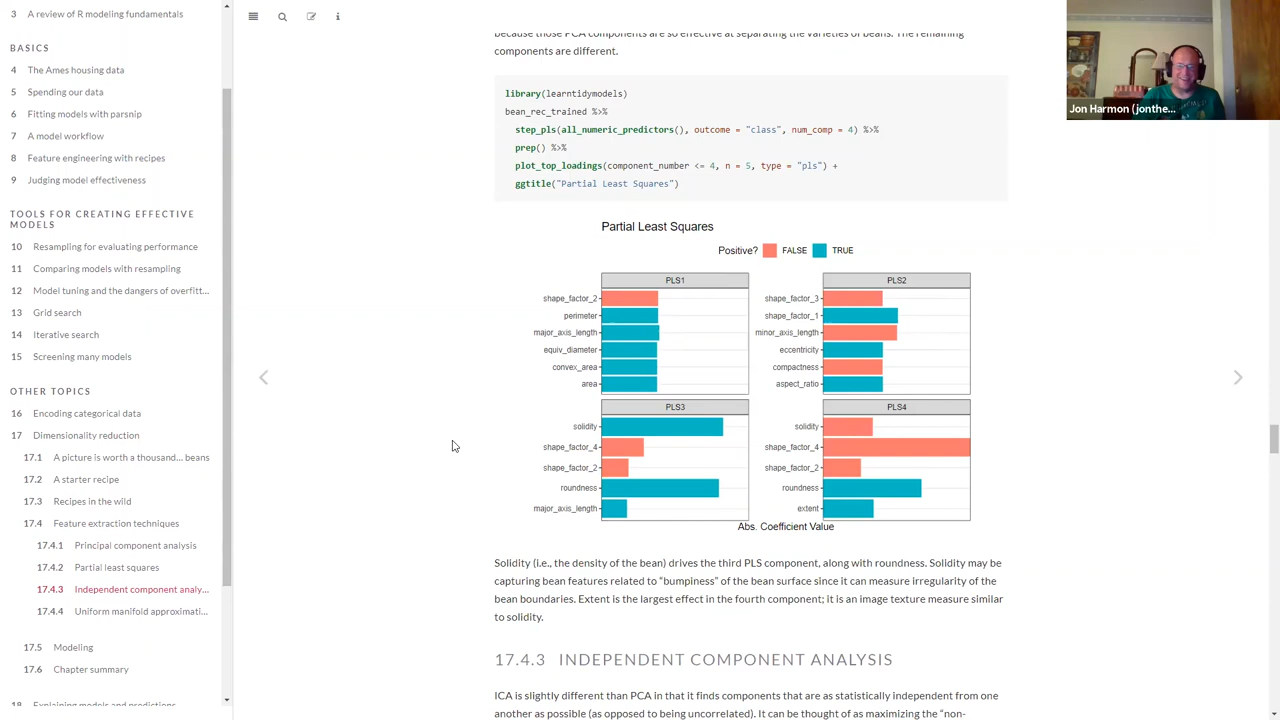 3 A review of R modeling fundamentals
BASICS
4 The Ames housing data
5 Spending our data
6 Fitting models with parsnip
7 A model workflow
8 Feature engineering with recipes
9 Judging model effectiveness
TOOLS FOR CREATING EFFECTIVE
MODELS
10 Resampling for evaluating performance
11 Comparing models with resampling
12 Model tuning and the dangers of overfitt...
13 Grid search
14 Iterative search
15 Screening many models
OTHER TOPICS
16 Encoding categorical data
17 Dimensionality reduction
17.1 A picture is worth a thousand... beans
17.2 A starter recipe
17.3 Recipes in the wild
17.4 Feature extraction techniques
17.4.1 Principal component analysis
17.4.2 Partial least squares
17.4.3 Independent component analy...
17.4.4 Uniform manifold approximati...
17.5 Modeling
17.6 Chapter summary
18 Explaining models and predictions
because those PCA components are so effective at separating the varieties of beans. The remaining
components are different.
library(learntidymodels)
bean_rec_trained %>%
step_pls(all_numeric_predictors(), outcome = "class", num_comp = 4) %>%
prep() %>%
plot_top_loadings(component_number <= 4, n = 5, type = "pls") +
ggtitle("Partial Least Squares")
Partial Least Squares
Positive? FALSE TRUE
PLS1
shape_factor_2
perimeter
major_axis_length
equiv_diameter
convex_area
area
PLS2
shape_factor_3
shape_factor_1
minor_axis_length
eccentricity
compactness
aspect_ratio
PLS3
solidity
shape_factor_4
shape_factor_2
roundness
major_axis_length
PLS4
solidity
shape_factor_4
shape_factor_2
roundness
extent
Abs. Coefficient Value
Solidity (i.e., the density of the bean) drives the third PLS component, along with roundness. Solidity may be
capturing bean features related to “bumpiness” of the bean surface since it can measure irregularity of the
bean boundaries. Extent is the largest effect in the fourth component; it is an image texture measure similar
to solidity.
17.4.3 INDEPENDENT COMPONENT ANALYSIS
ICA is slightly different than PCA in that it finds components that are as statistically independent from one
another as possible (as opposed to being uncorrelated). It can be thought of as maximizing the “non-
Jon Harmon (jonthe...